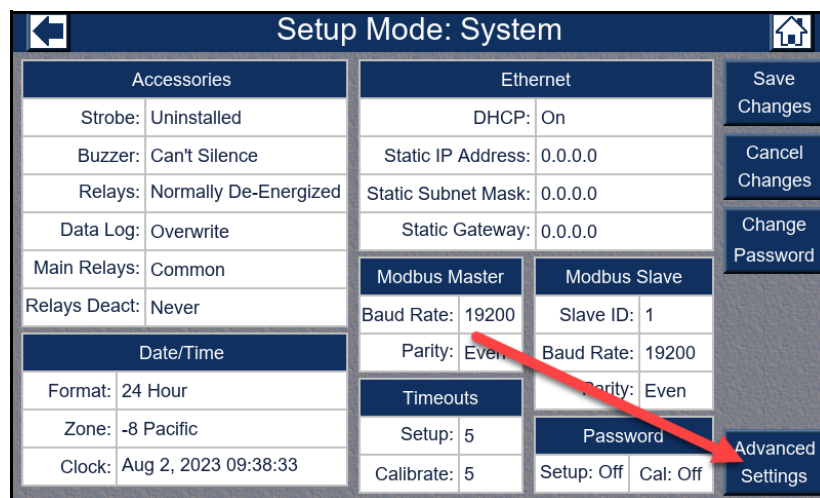 Setup Mode: System
Accessories
Strobe: Uninstalled
Buzzer: Can't Silence
Relays: Normally De-Energized
Data Log: Overwrite
Main Relays: Common
Relays Deact: Never
Date/Time
Format: 24 Hour
Zone: -8 Pacific
Clock: Aug 2, 2023 09:38:33
Ethernet
DHCP: On
Static IP Address: 0.0.0.0
Static Subnet Mask: 0.0.0.0
Static Gateway: 0.0.0.0
Modbus Master
Baud Rate: 19200
Parity: Even
Timeouts
Setup: 5
Calibrate: 5
Modbus Slave
Slave ID: 1
Baud Rate: 19200
Parity: Even
Password
Setup: Off Cal: Off
Save
Changes
Cancel
Changes
Change
Password
Advanced
Settings